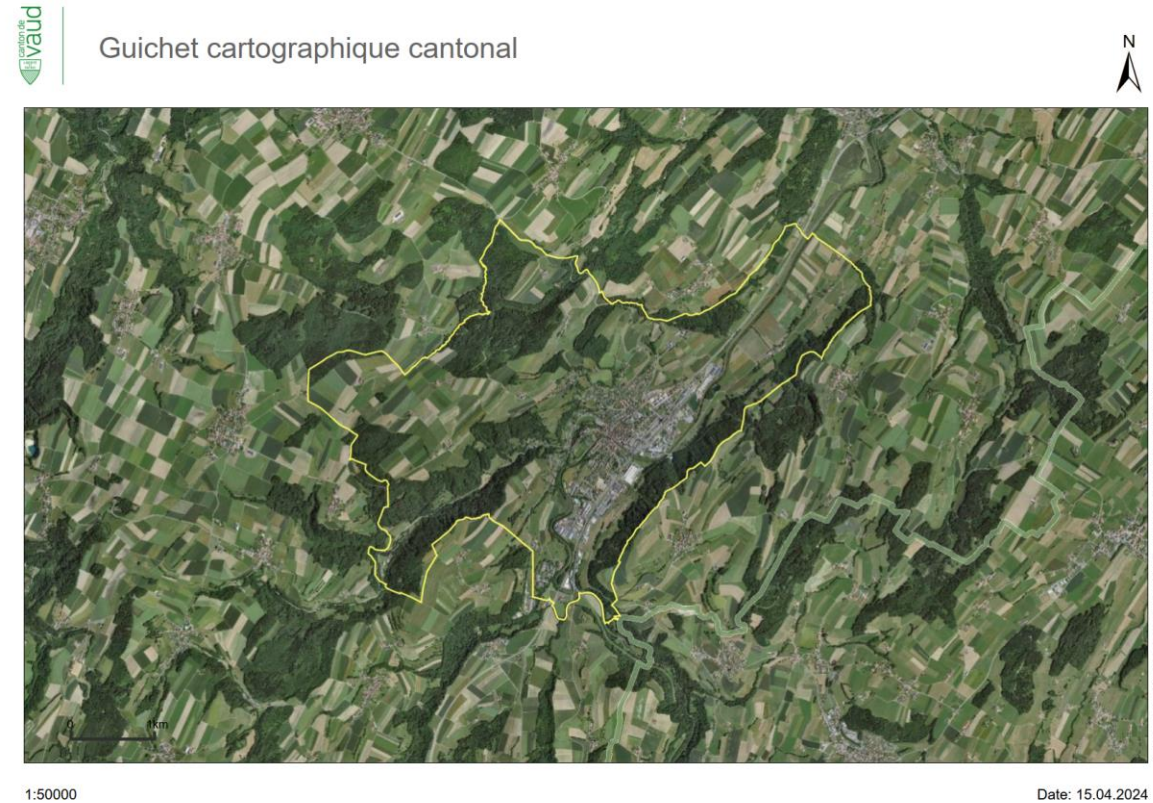 canton de
vaud
Guichet cartographique cantonal
N
0 1km
1:50000
Date: 15.04.2024